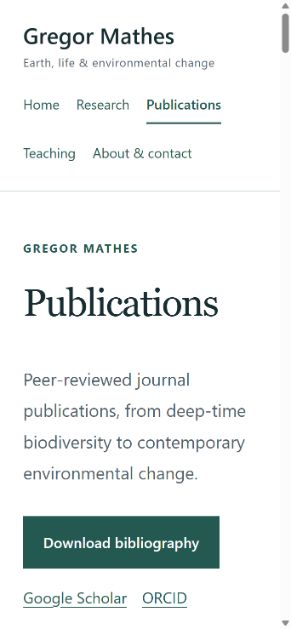 Gregor Mathes
Earth, life & environmental change
Home Research Publications
Teaching About & contact
GREGOR MATHES
Publications
Peer-reviewed journal
publications, from deep-time
biodiversity to contemporary
environmental change.
Download bibliography
Google Scholar ORCID